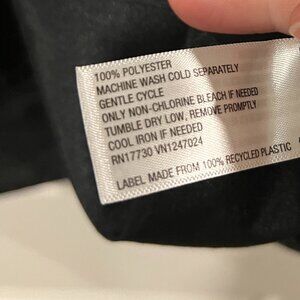 100% POLYESTER
MACHINE WASH COLD SEPARATELY
GENTLE CYCLE
ONLY NON-CHLORINE BLEACH IF NEEDED
TUMBLE DRY LOW, REMOVE PROMPTLY
COOL IRON IF NEEDED
RN17730 VN1247024
LABEL MADE FROM 100% RECYCLED PLASTIC